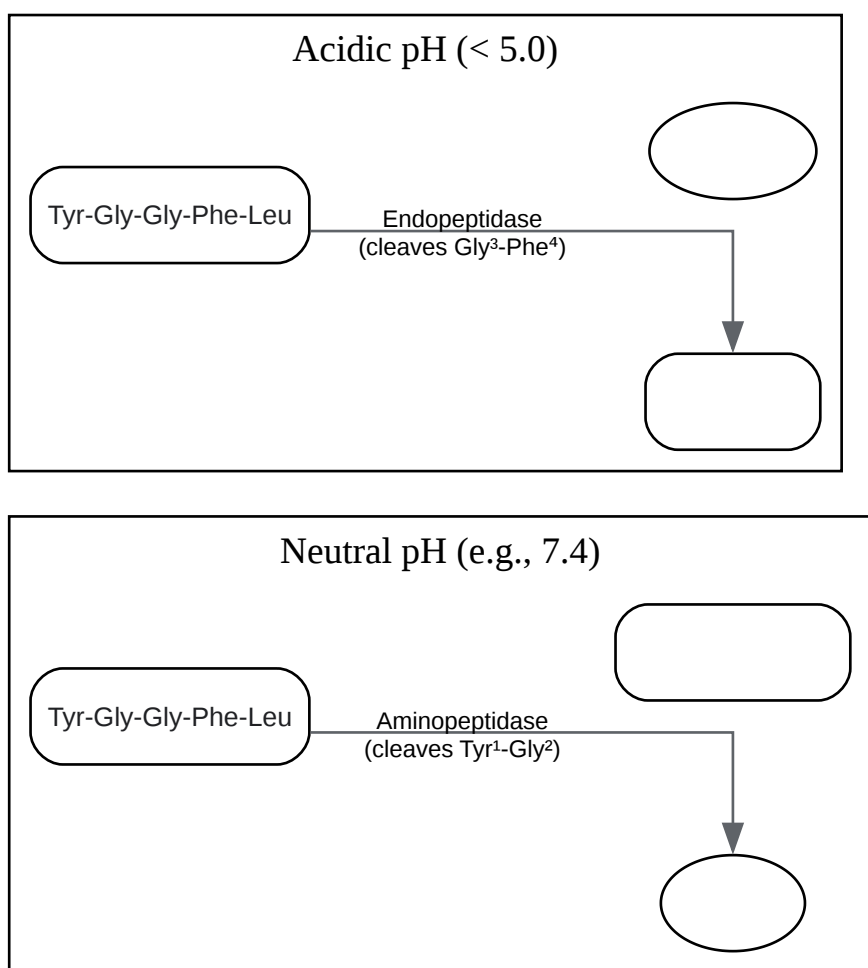 Acidic pH (< 5.0)
Tyr-Gly-Gly-Phe-Leu
Endopeptidase
(cleaves Gly³-Phe⁴)
Neutral pH (e.g., 7.4)
Tyr-Gly-Gly-Phe-Leu
Aminopeptidase
(cleaves Tyr¹-Gly²)